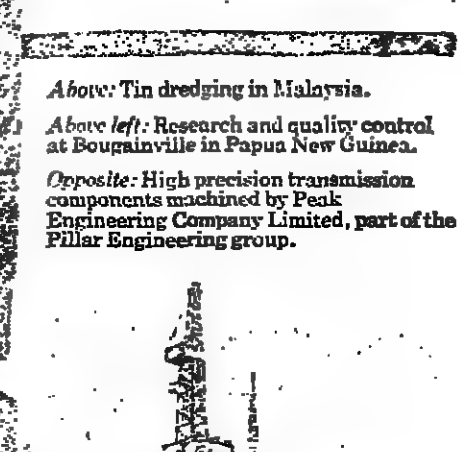 Above: Tin dredging in Malaysia.
Above left: Research and quality control
at Bougainville in Papua New Guinea.
Opposite: High precision transmission
components machined by Peak
Engineering Company Limited, part of the
Pillar Engineering group.